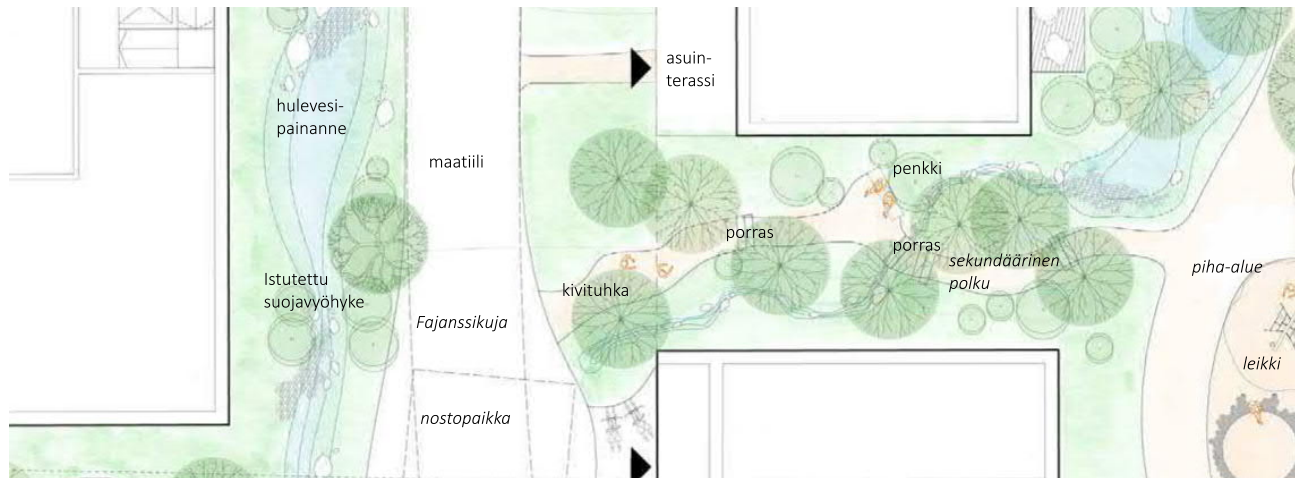 asuin-
terassi
hulevesi-
painanne
maatiili
penkki
porras
porras
sekundäärinen
polku
piha-alue
Istutettu
suojavyöhyke
kivituhka
Fajanssikuja
leikki
nostopaikka